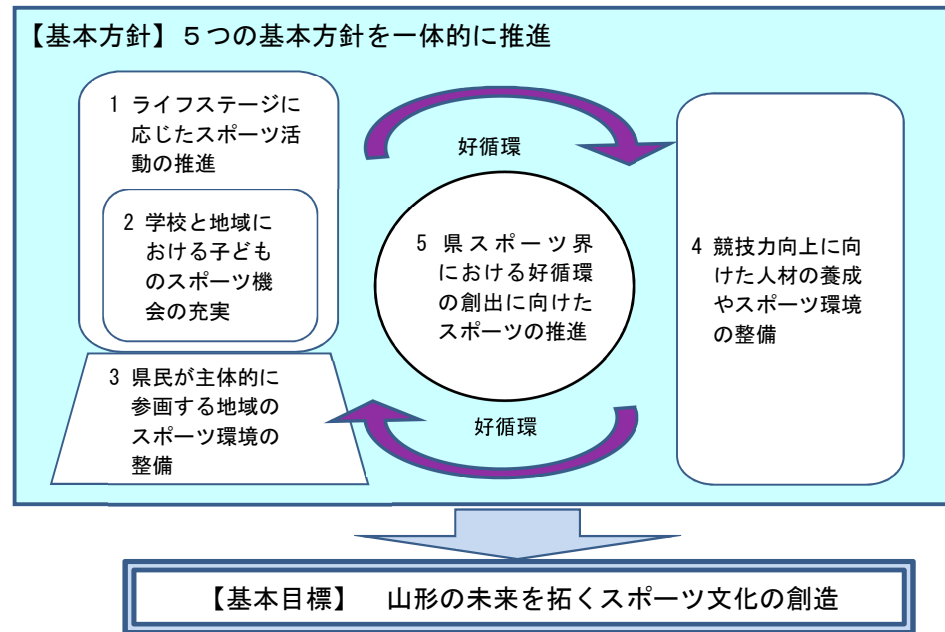 【基本方針】５つの基本方針を一体的に推進
1 ライフステージに
応じたスポーツ活
動の推進
2 学校と地域に
おける子ども
のスポーツ機
会の充実
3 県民が主体的に
参画する地域の
スポーツ環境の
整備
好循環
5 県スポーツ界
における好循環
の創出に向けた
スポーツの推進
好循環
4 競技力向上に向
けた人材の養成
やスポーツ環境
の整備
【基本目標】　山形の未来を拓くスポーツ文化の創造